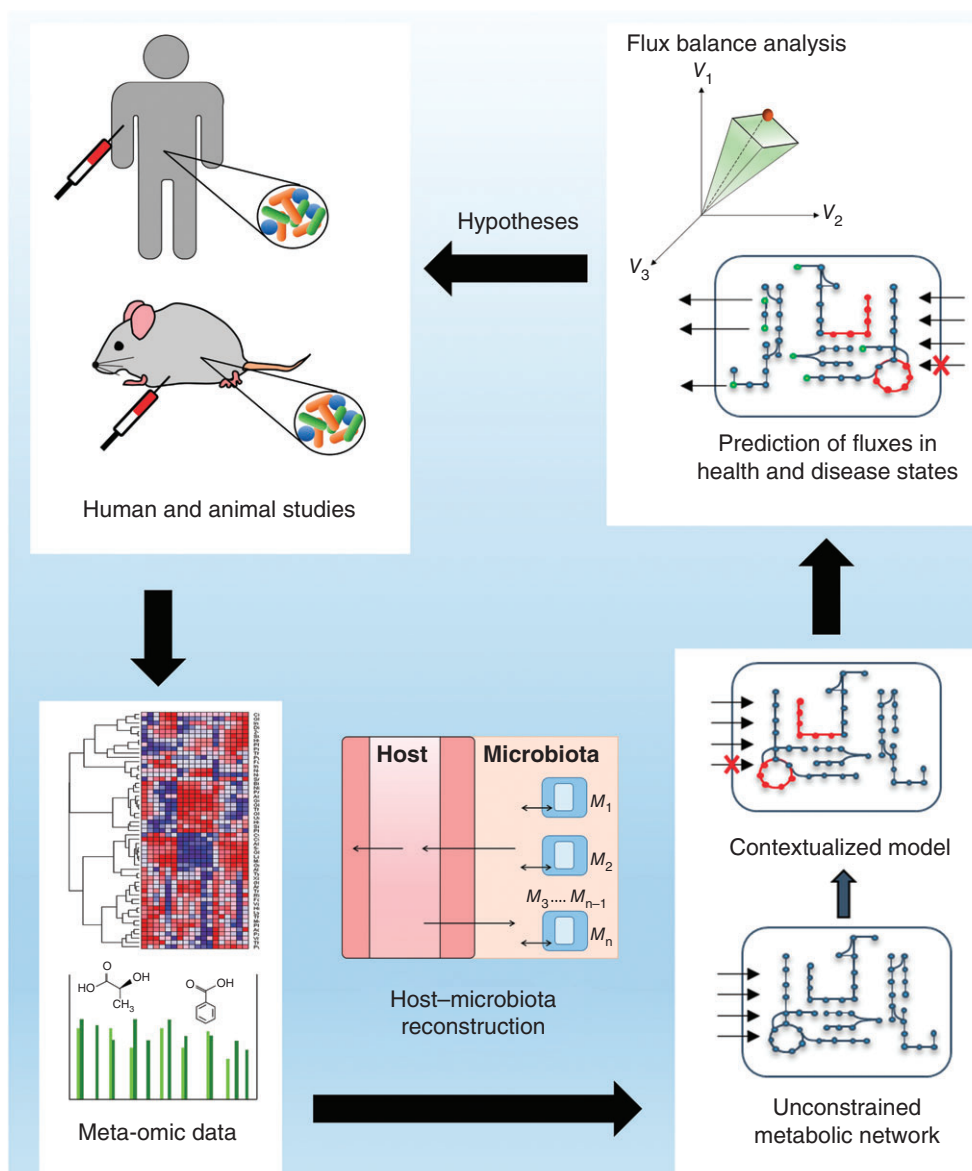 Flux balance analysis
V1
V2
V3
Hypotheses
Prediction of fluxes in
health and disease states
Human and animal studies
Host
Microbiota
M1
M2
M3.... Mn–1
Mn
Host–microbiota
reconstruction
Contextualized model
O
OH
HO
CH3
O
OH
Meta-omic data
Unconstrained
metabolic network